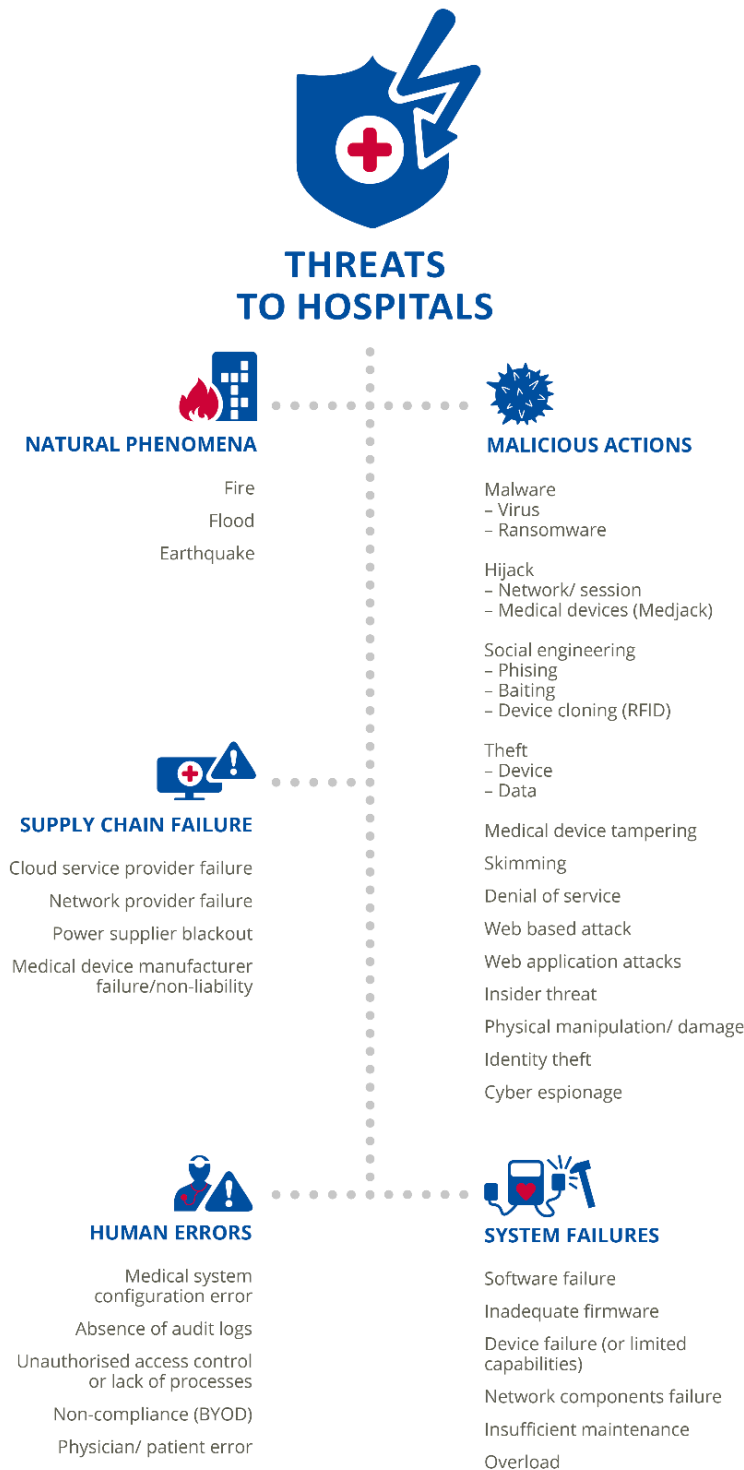 THREATS
TO HOSPITALS
NATURAL PHENOMENA
Fire
Flood
Earthquake
MALICIOUS ACTIONS
Malware
– Virus
– Ransomware
Hijack
– Network/ session
– Medical devices (Medjack)
Social engineering
– Phising
– Baiting
– Device cloning (RFID)
Theft
– Device
– Data
Medical device tampering
Skimming
Denial of service
Web based attack
Web application attacks
Insider threat
Physical manipulation/ damage
Identity theft
Cyber espionage
SUPPLY CHAIN FAILURE
Cloud service provider failure
Network provider failure
Power supplier blackout
Medical device manufacturer
failure/non-liability
HUMAN ERRORS
Medical system
configuration error
Absence of audit logs
Unauthorised access control
or lack of processes
Non-compliance (BYOD)
Physician/ patient error
SYSTEM FAILURES
Software failure
Inadequate firmware
Device failure (or limited
capabilities)
Network components failure
Insufficient maintenance
Overload